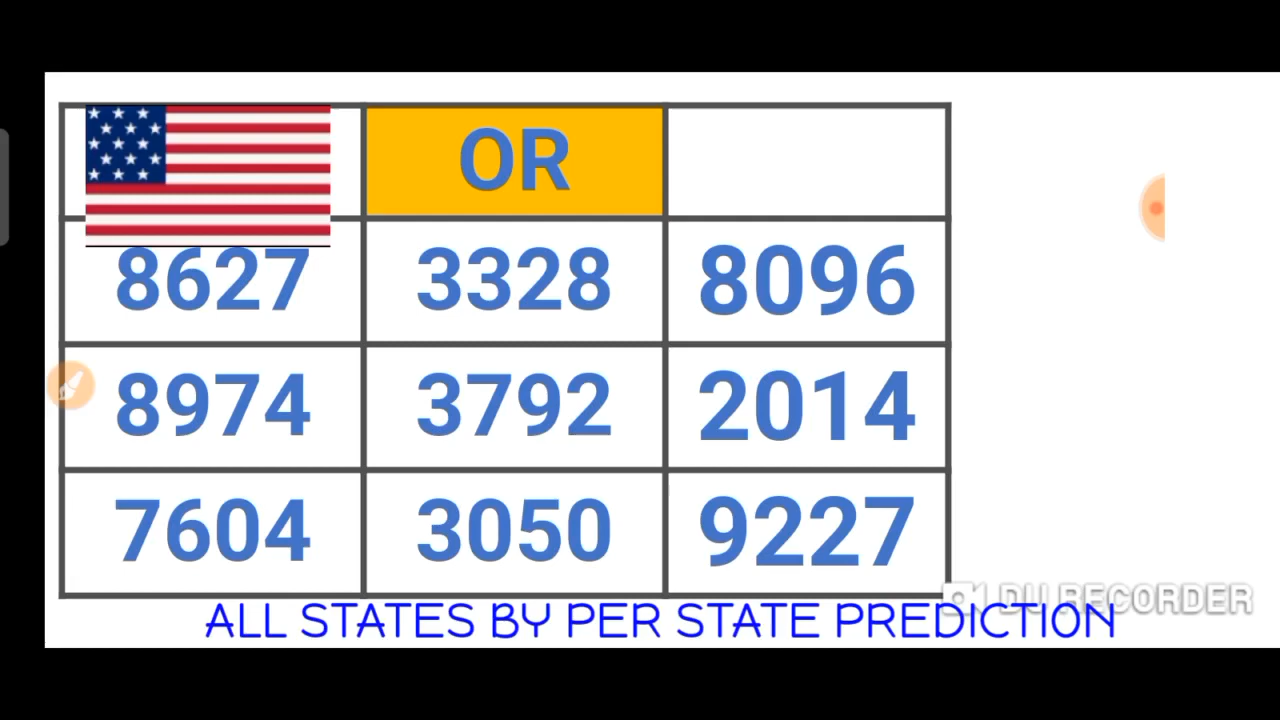 OR
8627 3328 8096
8974 3792 2014
7604 3050 9227
DU RECORDER
ALL STATES BY PER STATE PREDICTION